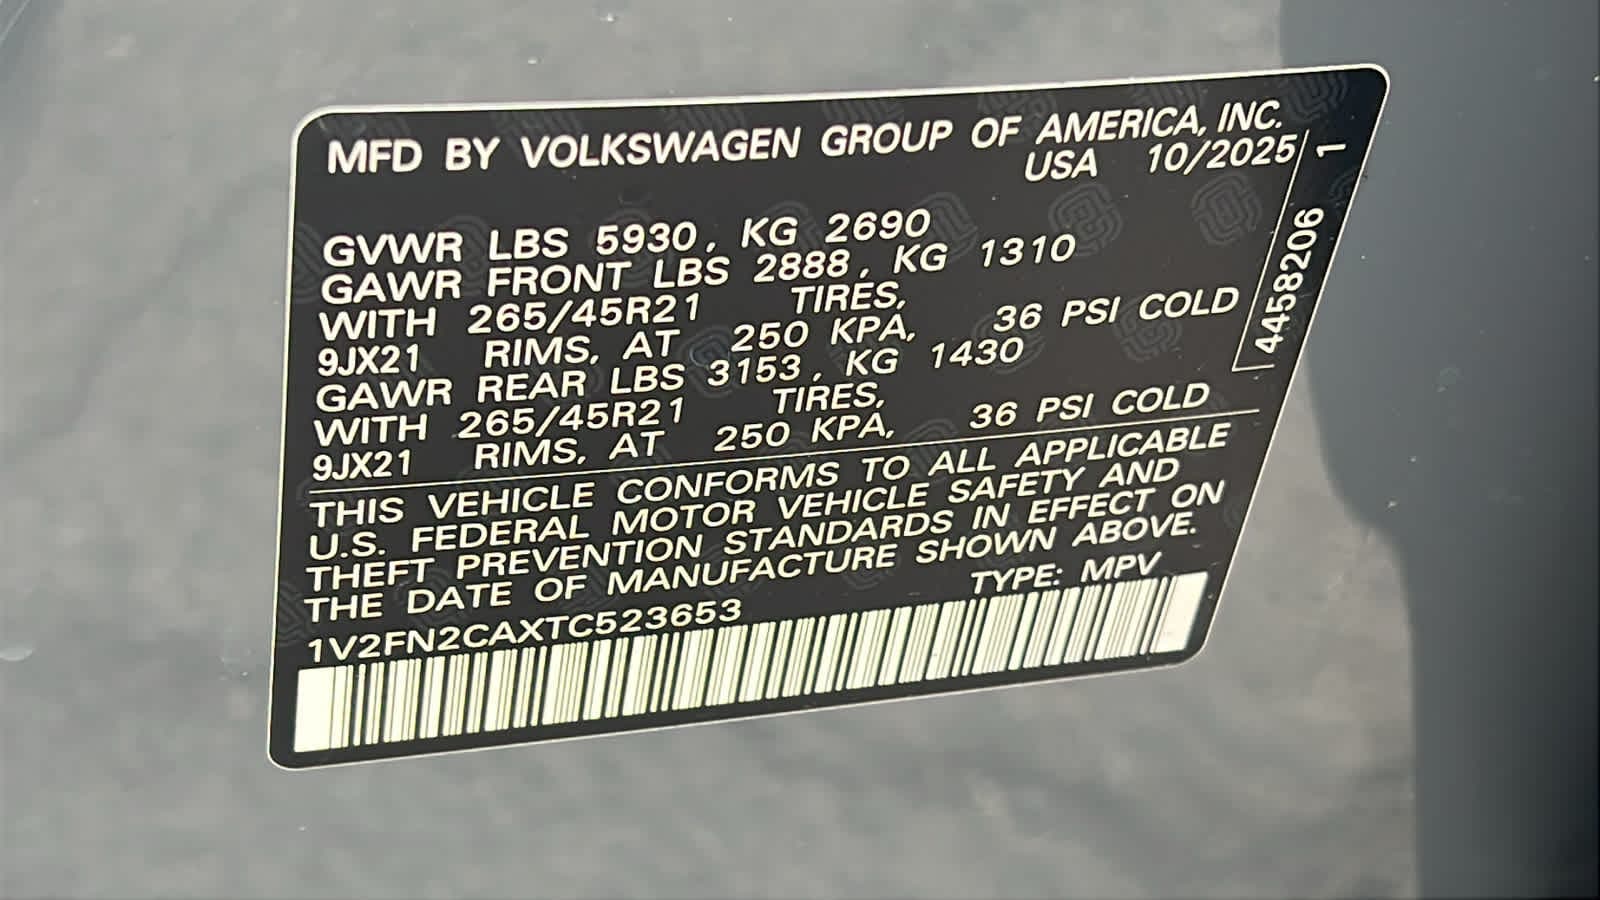 MFD BY VOLKSWAGEN GROUP OF AMERICA, INC.
USA 10/2025
GVWR LBS 5930, KG 2690
GAWR FRONT LBS 2888, KG 1310
WITH 265/45R21 TIRES,
9JX21 RIMS, AT 250 KPA, 36 PSI COLD
GAWR REAR LBS 3153, KG 1430
WITH 265/45R21 TIRES,
9JX21 RIMS, AT 250 KPA, 36 PSI COLD
THIS VEHICLE CONFORMS TO ALL APPLICABLE
U.S. FEDERAL MOTOR VEHICLE SAFETY AND
THEFT PREVENTION STANDARDS IN EFFECT ON
THE DATE OF MANUFACTURE SHOWN ABOVE.
1V2FN2CAXTC523653 TYPE: MPV
4458206 1